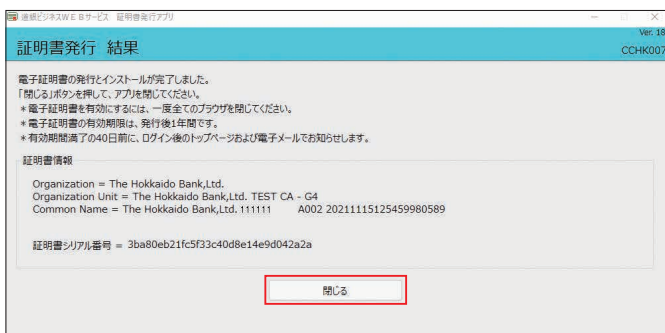 道銀ビジネスWEBサービス 証明書発行アプリ
Ver. 18
証明書発行 結果
CCHK007
電子証明書の発行とインストールが完了しました。
「閉じる」ボタンを押して、アプリを閉じてください。
＊電子証明書を有効にするには、一度全てのブラウザを閉じてください。
＊電子証明書の有効期限は、発行後1年間です。
＊有効期間満了の40日前に、ログイン後のトップページおよび電子メールでお知らせします。
証明書情報
Organization = The Hokkaido Bank,Ltd.
Organization Unit = The Hokkaido Bank,Ltd. TEST CA - G4
Common Name = The Hokkaido Bank,Ltd. 111111 A002 20211115125459980589
証明書シリアル番号 = 3ba80eb21fc5f33c40d8e14e9d042a2a
閉じる